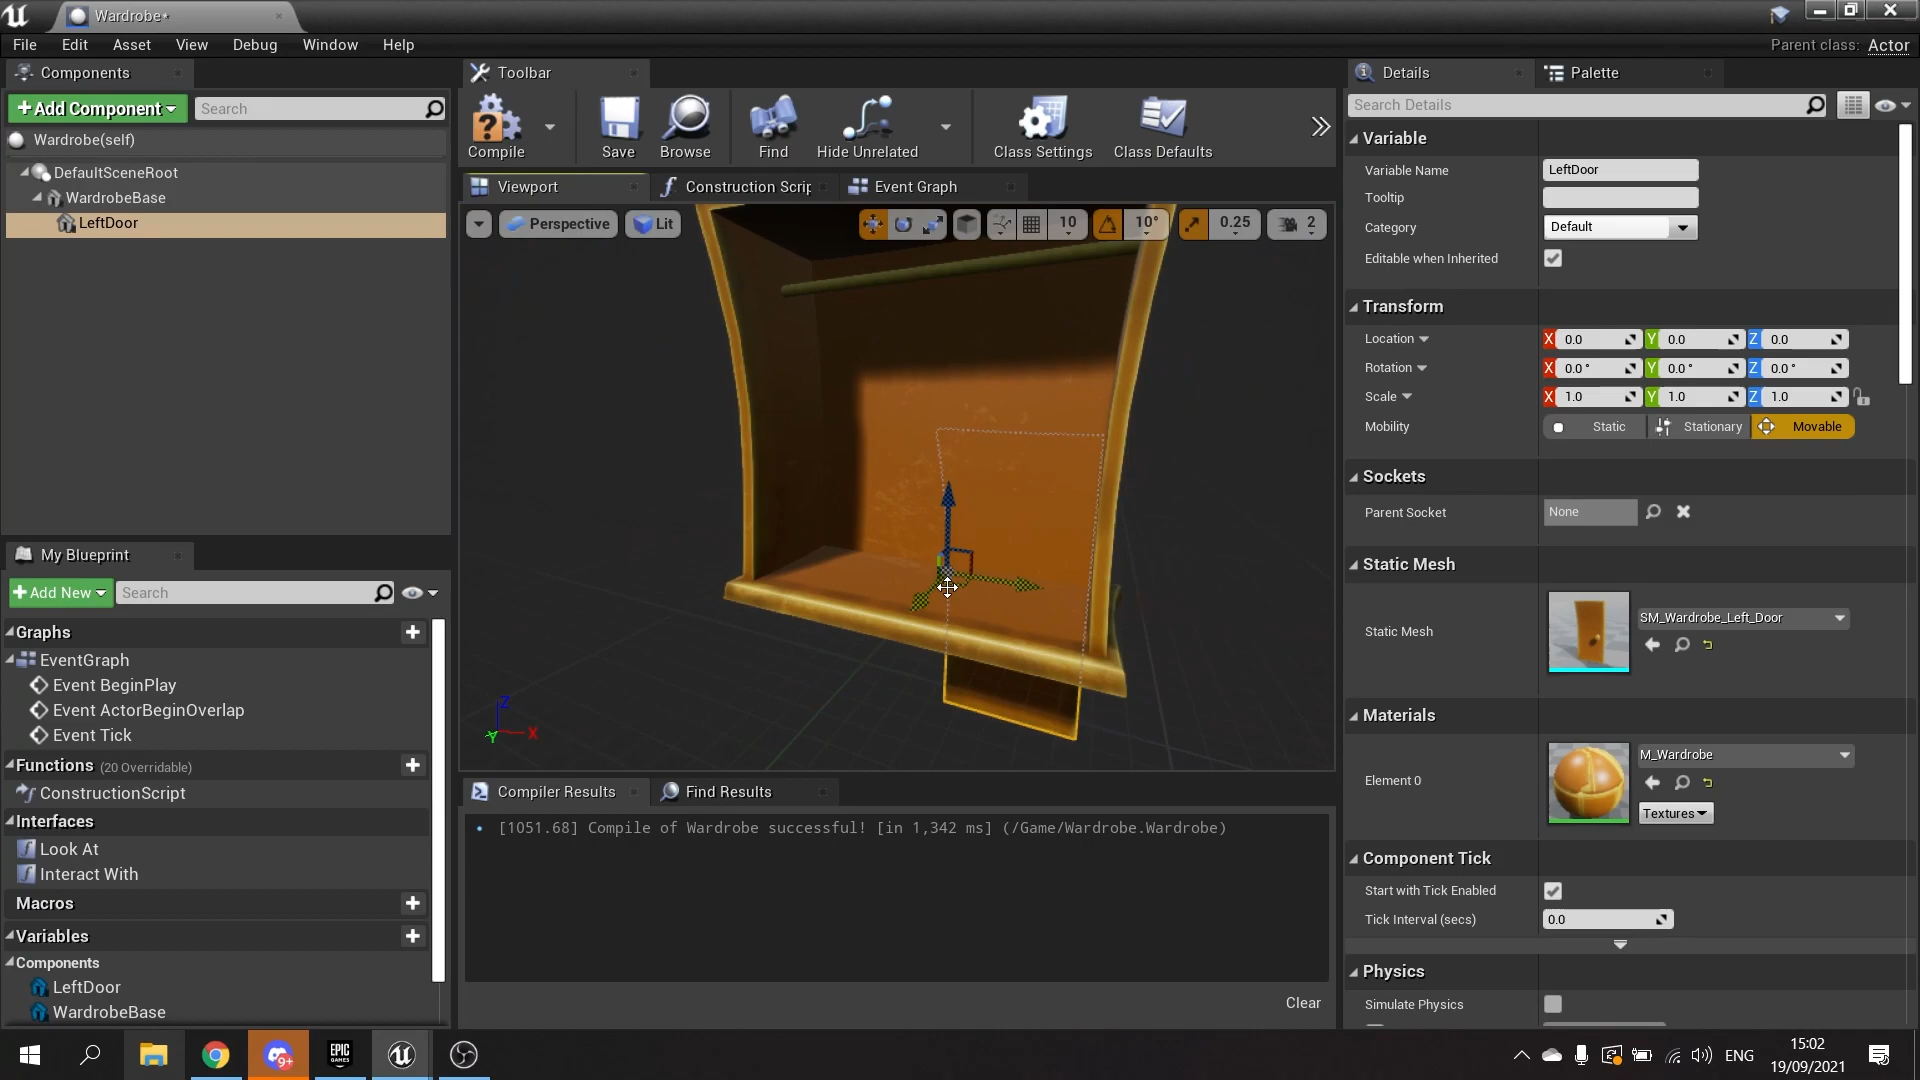 Wardrobe*
File Edit Asset View Debug Window Help
Parent class: Actor
Components
+Add Component
Search
Wardrobe(self)
DefaultSceneRoot
WardrobeBase
LeftDoor
My Blueprint
+Add New
Search
Graphs
EventGraph
Event BeginPlay
Event ActorBeginOverlap
Event Tick
Functions (20 Overridable)
ConstructionScript
Interfaces
Look At
Interact With
Macros
Variables
Components
LeftDoor
WardrobeBase
Toolbar
Compile Save Browse Find Hide Unrelated Class Settings Class Defaults
Viewport Construction Scrip Event Graph
Perspective Lit 10 10° 0.25 2
Z
Y X
Compiler Results Find Results
[1051.68] Compile of Wardrobe successful! [in 1,342 ms] (/Game/Wardrobe.Wardrobe)
Clear
Details Palette
Search Details
Variable
Variable Name LeftDoor
Tooltip
Category Default
Editable when Inherited
Transform
Location X 0.0 Y 0.0 Z 0.0
Rotation X 0.0° Y 0.0° Z 0.0°
Scale X 1.0 Y 1.0 Z 1.0
Mobility Static Stationary Movable
Sockets
Parent Socket None
Static Mesh
Static Mesh SM_Wardrobe_Left_Door
Materials
Element 0 M_Wardrobe
Textures
Component Tick
Start with Tick Enabled
Tick Interval (secs) 0.0
Physics
Simulate Physics
9+
EPIC
GAMES
ENG
15:02
19/09/2021